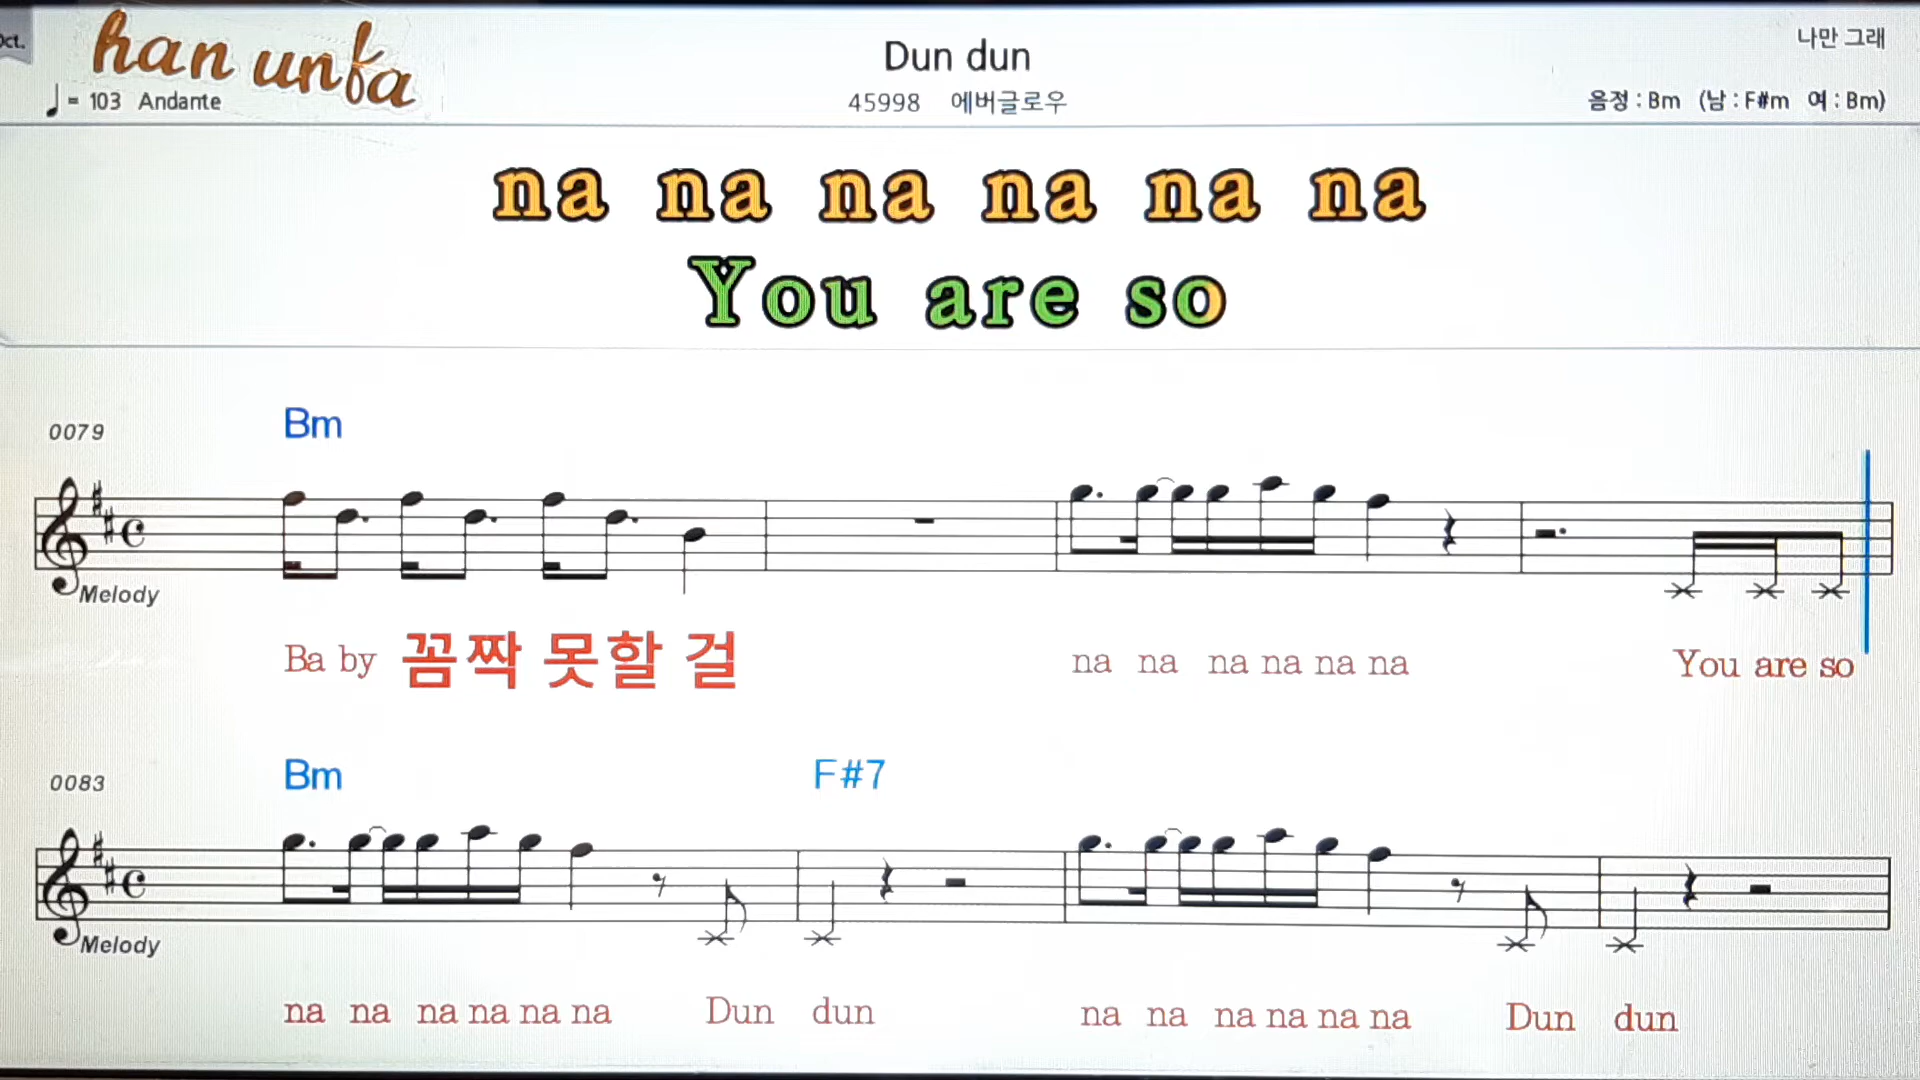 Oct.
han unfa
Dun dun
나만 그래
♩ = 103 Andante
45998 에버글로우
음정 : Bm (남 : F#m 여 : Bm)
na na na na na na
You are so
0079
Bm
Melody
Ba by 꼼짝 못할 걸 na na na na na na You are so
0083
Bm F#7
Melody
na na na na na na Dun dun na na na na na na Dun dun